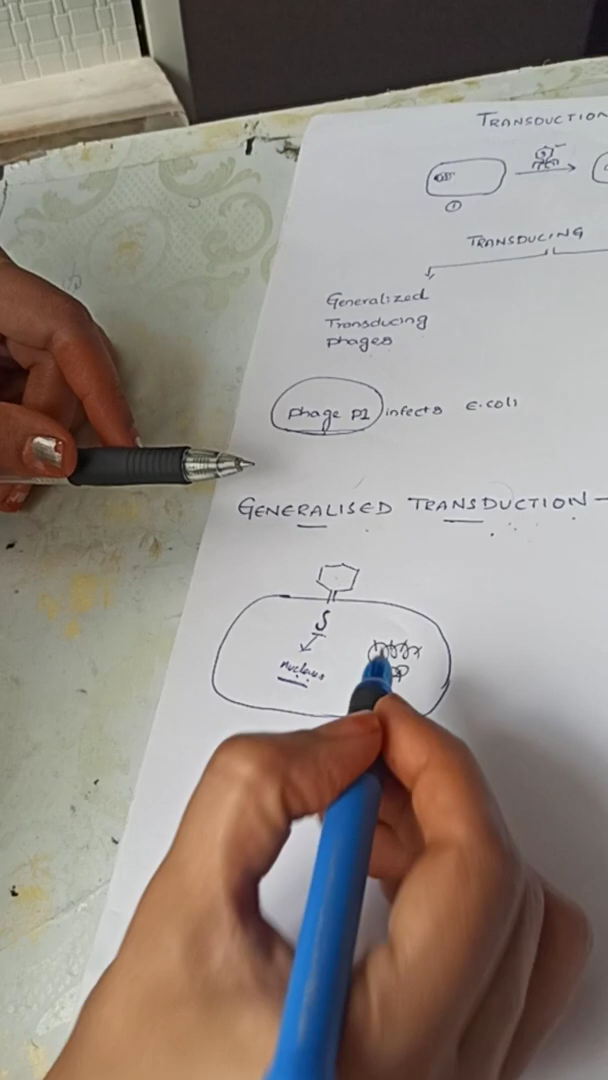 TRANSDUCTION
①
TRANSDUCING
Generalized
Transducing
phages
phage P1 infects E.coli
GENERALISED TRANSDUCTION -
nucleus